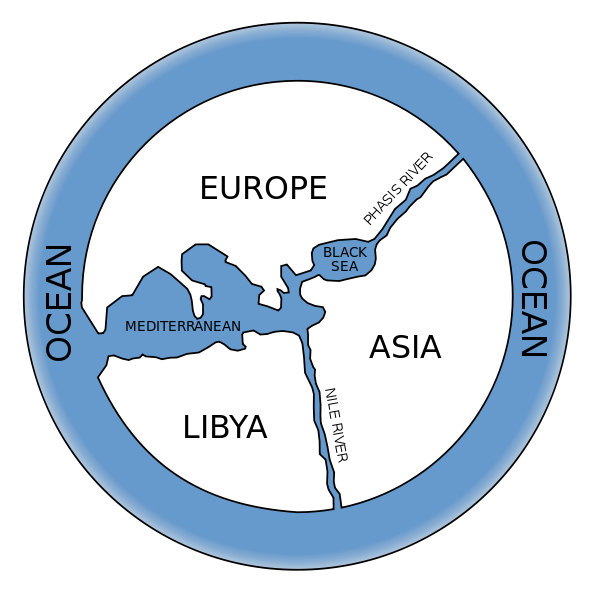 EUROPE
PHASIS RIVER
BLACK
SEA
OCEAN
OCEAN
MEDITERRANEAN
ASIA
LIBYA
NILE RIVER